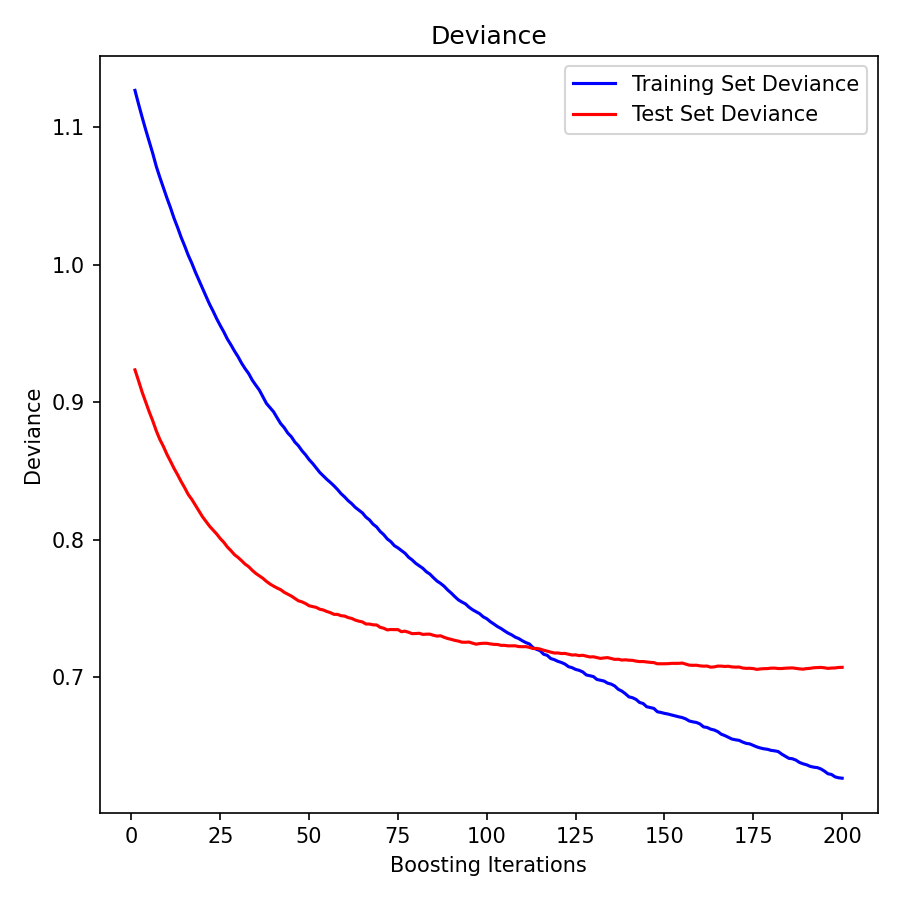 Deviance
Training Set Deviance
Test Set Deviance
1.1
1.0
0.9
0.8
0.7
Deviance
0 25 50 75 100 125 150 175 200
Boosting Iterations